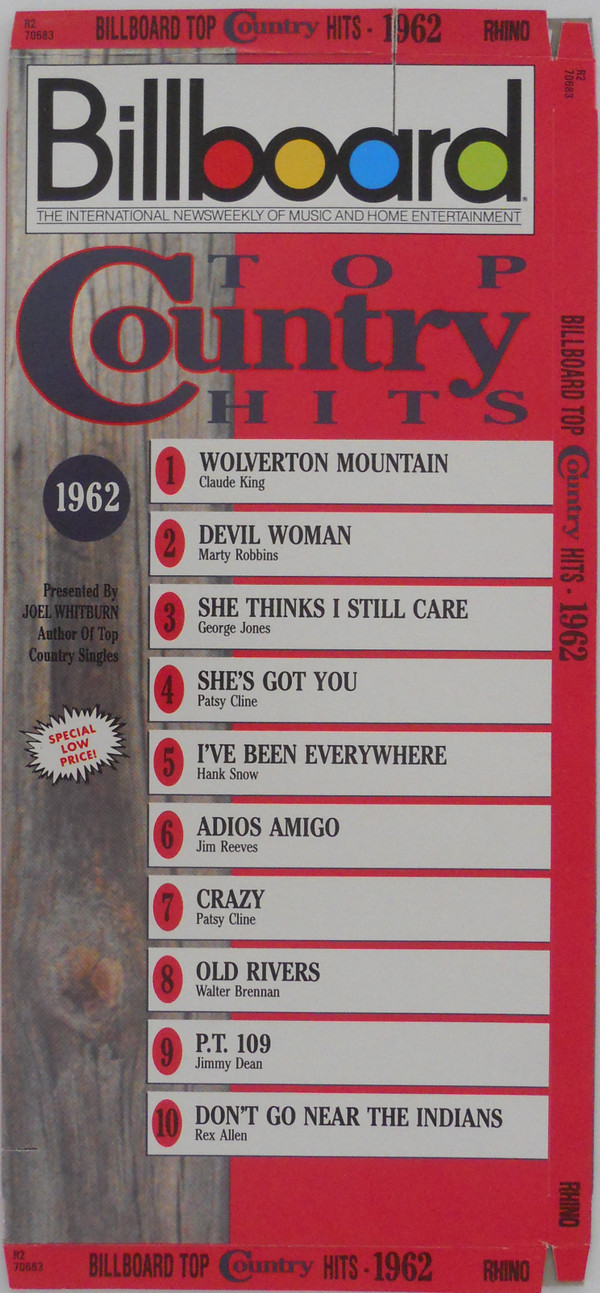 R2
70683
BILLBOARD TOP Country HITS · 1962
RHINO
R2
70683
Billboard®
THE INTERNATIONAL NEWSWEEKLY OF MUSIC AND HOME ENTERTAINMENT
TOP
Country
HITS
1962
Presented By
JOEL WHITBURN
Author Of Top
Country Singles
SPECIAL
LOW
PRICE!
1 WOLVERTON MOUNTAIN
Claude King
2 DEVIL WOMAN
Marty Robbins
3 SHE THINKS I STILL CARE
George Jones
4 SHE'S GOT YOU
Patsy Cline
5 I'VE BEEN EVERYWHERE
Hank Snow
6 ADIOS AMIGO
Jim Reeves
7 CRAZY
Patsy Cline
8 OLD RIVERS
Walter Brennan
9 P.T. 109
Jimmy Dean
10 DON'T GO NEAR THE INDIANS
Rex Allen
BILLBOARD TOP Country HITS · 1962
RHINO
R2
70683
BILLBOARD TOP Country HITS · 1962
RHINO